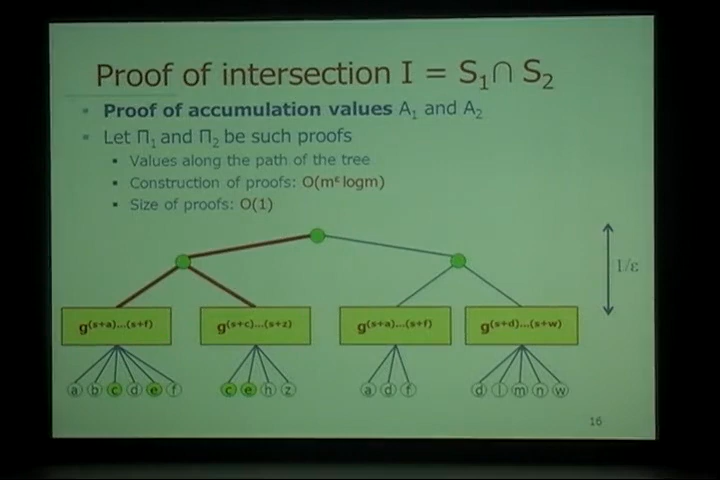 Proof of intersection I = S₁∩ S₂
Proof of accumulation values A₁ and A₂
Let Π₁ and Π₂ be such proofs
Values along the path of the tree
Construction of proofs: O(mᵋlogm)
Size of proofs: O(1)
1/ε
g(s+a)...(s+f) g(s+c)...(s+z) g(s+a)...(s+f) g(s+d)...(s+w)
a b c d e f c e h z a d f d l m n w
16